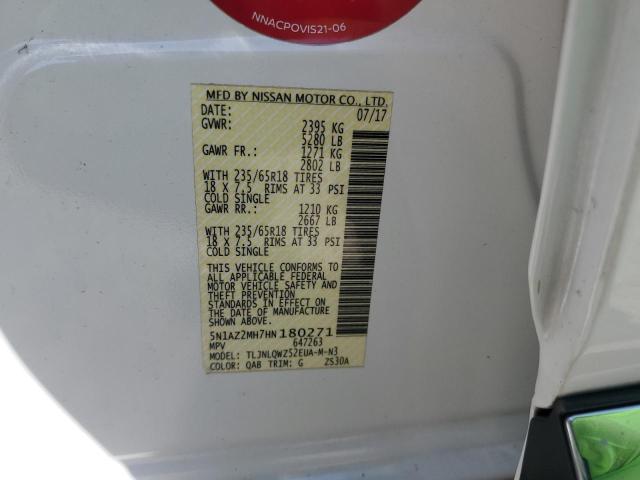 NNACPOVIS21-06
MFD BY NISSAN MOTOR CO., LTD.
DATE: 07/17
GVWR: 2395 KG
5280 LB
GAWR FR.: 1271 KG
2802 LB
WITH 235/65R18 TIRES
18 X 7.5 RIMS AT 33 PSI
COLD SINGLE
GAWR RR.: 1210 KG
2667 LB
WITH 235/65R18 TIRES
18 X 7.5 RIMS AT 33 PSI
COLD SINGLE
THIS VEHICLE CONFORMS TO
ALL APPLICABLE FEDERAL
MOTOR VEHICLE SAFETY AND
THEFT PREVENTION
STANDARDS IN EFFECT ON
THE DATE OF MANUFACTURE
SHOWN ABOVE.
5N1AZ2MH7HN180271
MPV 647263
TLJNLQWZ52EUA-M-N3
COLOR: QAB TRIM: G ZS30A